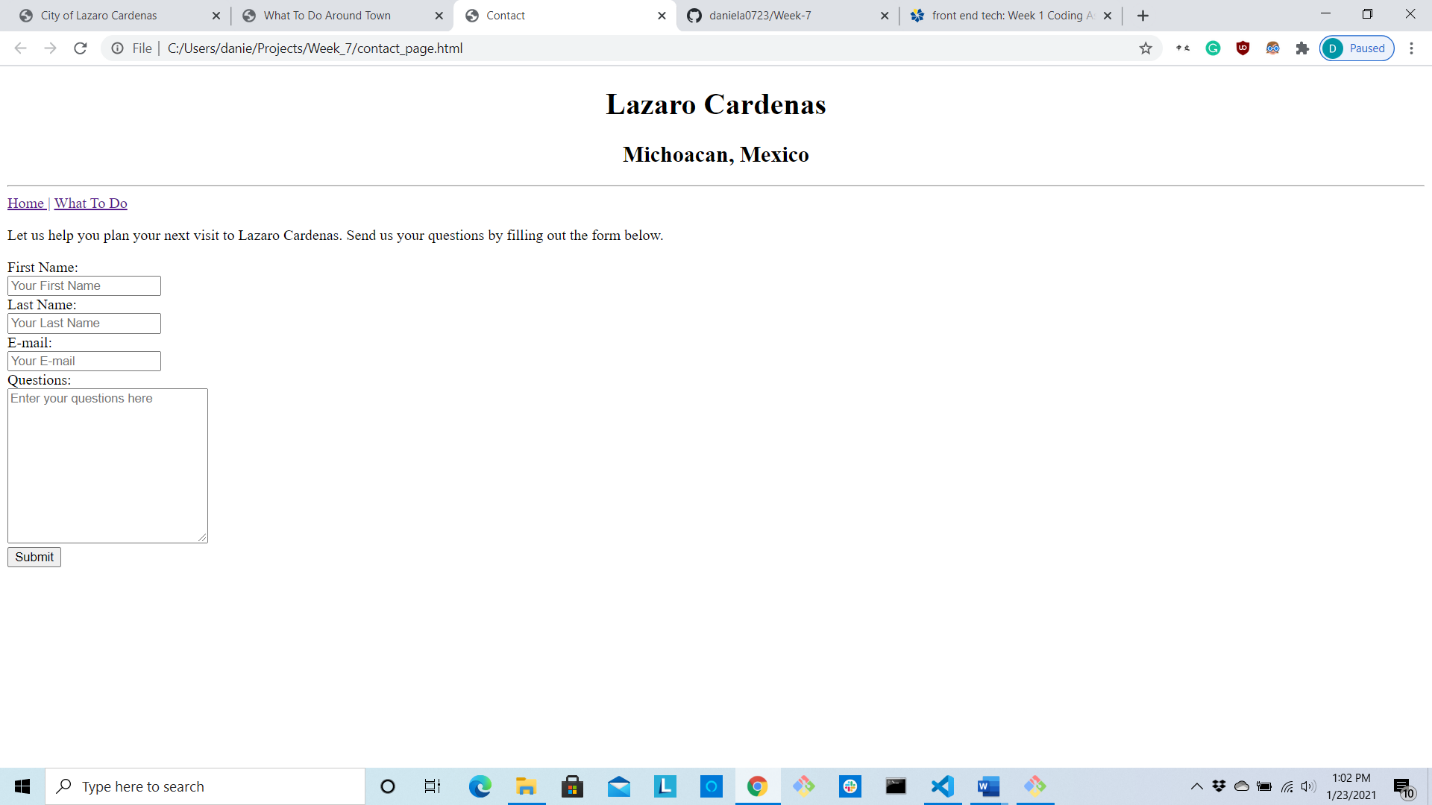 City of Lazaro Cardenas
What To Do Around Town
Contact
daniela0723/Week-7
front end tech: Week 1 Coding A
File | C:/Users/danie/Projects/Week_7/contact_page.html
D Paused
Lazaro Cardenas
Michoacan, Mexico
Home | What To Do
Let us help you plan your next visit to Lazaro Cardenas. Send us your questions by filling out the form below.
First Name:
Your First Name
Last Name:
Your Last Name
E-mail:
Your E-mail
Questions:
Enter your questions here
Submit
Type here to search
1:02 PM
1/23/2021
10